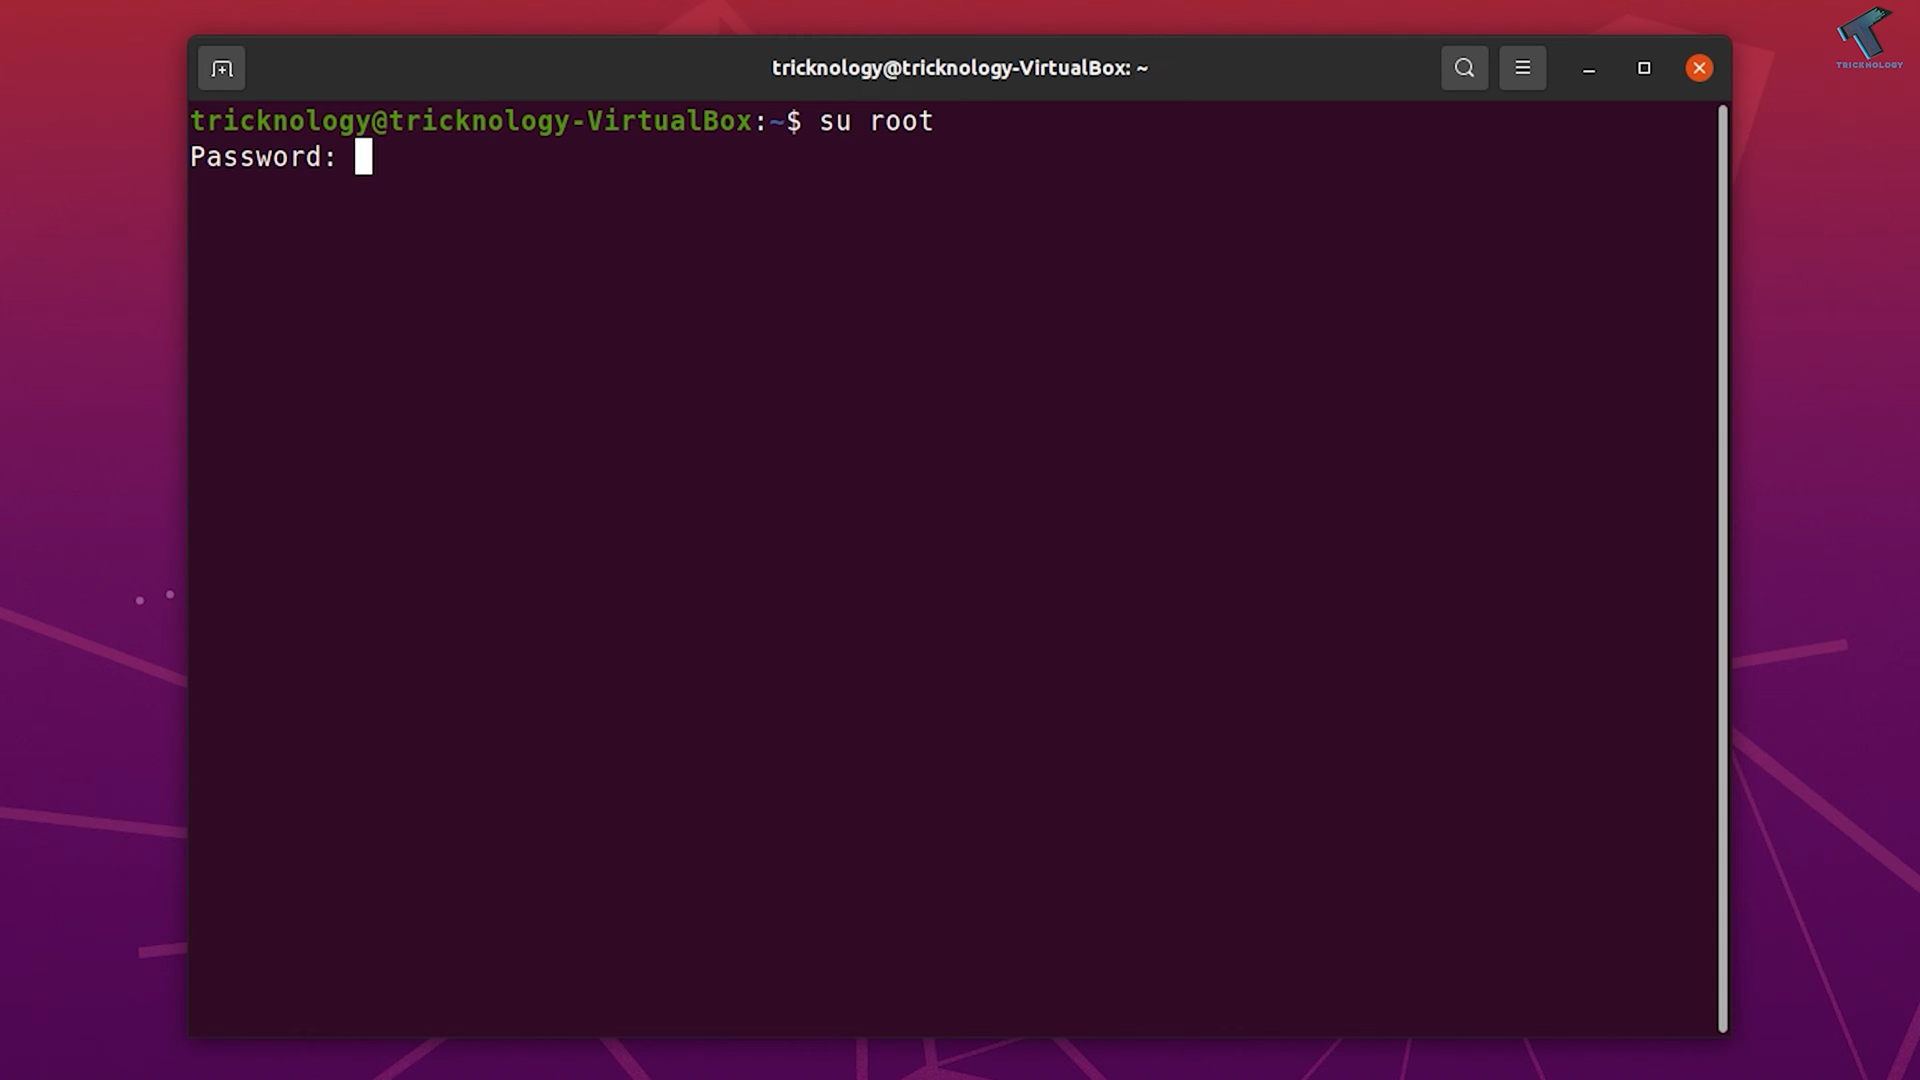 TRICKNOLOGY
tricknology@tricknology-VirtualBox: ~
tricknology@tricknology-VirtualBox:~$ su root
Password: